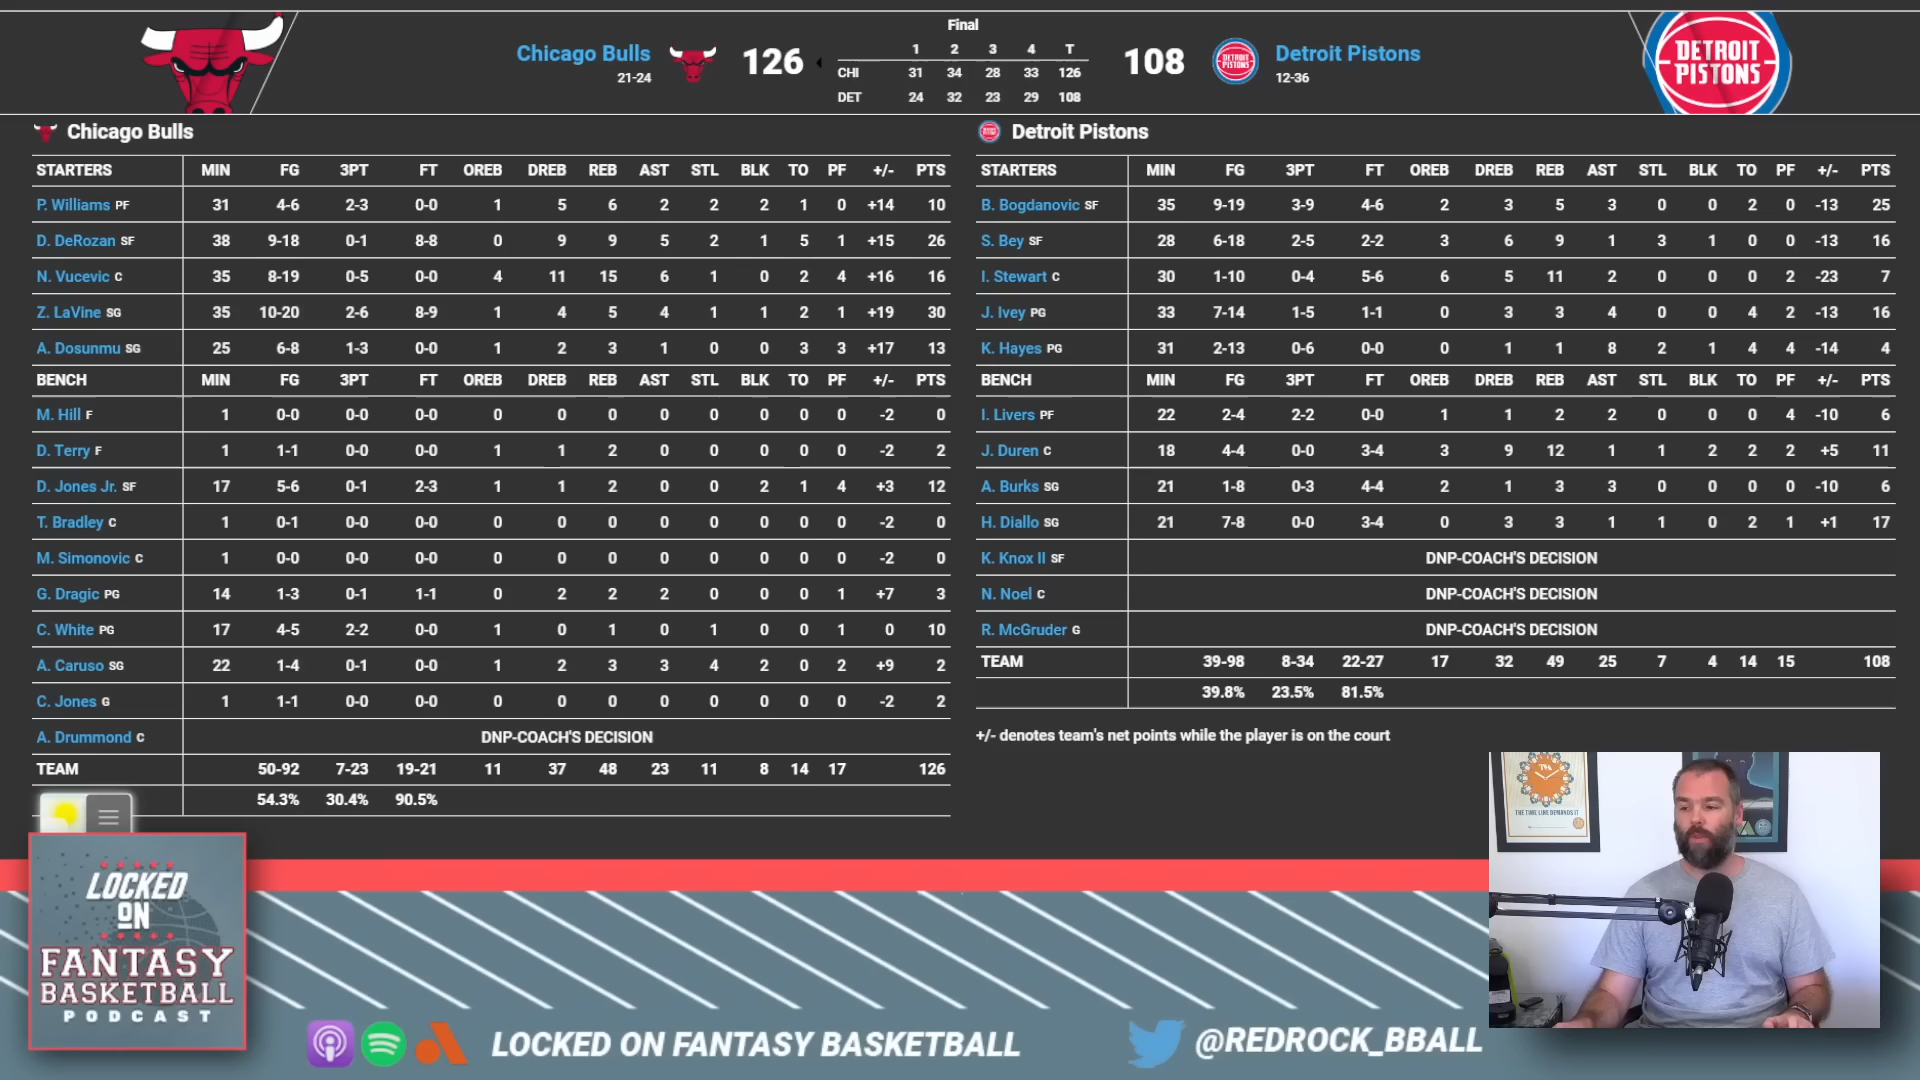 Final
Chicago Bulls 126 1 2 3 4 T 108 Detroit Pistons
21-24 CHI 31 34 28 33 126 12-36
DET 24 32 23 29 108
DETROIT
PISTONS
Chicago Bulls
STARTERS MIN FG 3PT FT OREB DREB REB AST STL BLK TO PF +/- PTS
P. Williams PF 31 4-6 2-3 0-0 1 5 6 2 2 2 1 0 +14 10
D. DeRozan SF 38 9-18 0-1 8-8 0 9 9 5 2 1 5 1 +15 26
N. Vucevic C 35 8-19 0-5 0-0 4 11 15 6 1 0 2 4 +16 16
Z. LaVine SG 35 10-20 2-6 8-9 1 4 5 4 1 1 2 1 +19 30
A. Dosunmu SG 25 6-8 1-3 0-0 1 2 3 1 0 0 3 3 +17 13
BENCH MIN FG 3PT FT OREB DREB REB AST STL BLK TO PF +/- PTS
M. Hill F 1 0-0 0-0 0-0 0 0 0 0 0 0 0 0 -2 0
D. Terry F 1 1-1 0-0 0-0 1 1 2 0 0 0 0 0 -2 2
D. Jones Jr. SF 17 5-6 0-1 2-3 1 1 2 0 0 2 1 4 +3 12
T. Bradley C 1 0-1 0-0 0-0 0 0 0 0 0 0 0 0 -2 0
M. Simonovic C 1 0-0 0-0 0-0 0 0 0 0 0 0 0 0 -2 0
G. Dragic PG 14 1-3 0-1 1-1 0 2 2 2 0 0 0 1 +7 3
C. White PG 17 4-5 2-2 0-0 1 0 1 0 1 0 0 1 0 10
A. Caruso SG 22 1-4 0-1 0-0 1 2 3 3 4 2 0 2 +9 2
C. Jones G 1 1-1 0-0 0-0 0 0 0 0 0 0 0 0 -2 2
A. Drummond C DNP-COACH'S DECISION
TEAM 50-92 7-23 19-21 11 37 48 23 11 8 14 17 126
54.3% 30.4% 90.5%
Detroit Pistons
STARTERS MIN FG 3PT FT OREB DREB REB AST STL BLK TO PF +/- PTS
B. Bogdanovic SF 35 9-19 3-9 4-6 2 3 5 3 0 0 2 0 -13 25
S. Bey SF 28 6-18 2-5 2-2 3 6 9 1 3 1 0 0 -13 16
I. Stewart C 30 1-10 0-4 5-6 6 5 11 2 0 0 0 2 -23 7
J. Ivey PG 33 7-14 1-5 1-1 0 3 3 4 0 0 4 2 -13 16
K. Hayes PG 31 2-13 0-6 0-0 0 1 1 8 2 1 4 4 -14 4
BENCH MIN FG 3PT FT OREB DREB REB AST STL BLK TO PF +/- PTS
I. Livers PF 22 2-4 2-2 0-0 1 1 2 2 0 0 0 4 -10 6
J. Duren C 18 4-4 0-0 3-4 3 9 12 1 1 2 2 2 +5 11
A. Burks SG 21 1-8 0-3 4-4 2 1 3 3 0 0 0 0 -10 6
H. Diallo SG 21 7-8 0-0 3-4 0 3 3 1 1 0 2 1 +1 17
K. Knox II SF DNP-COACH'S DECISION
N. Noel C DNP-COACH'S DECISION
R. McGruder G DNP-COACH'S DECISION
TEAM 39-98 8-34 22-27 17 32 49 25 7 4 14 15 108
39.8% 23.5% 81.5%
+/- denotes team's net points while the player is on the court
THE TIME LINE DEMANDS IT
LOCKED
ON
FANTASY
BASKETBALL
PODCAST
LOCKED ON FANTASY BASKETBALL @REDROCK_BBALL